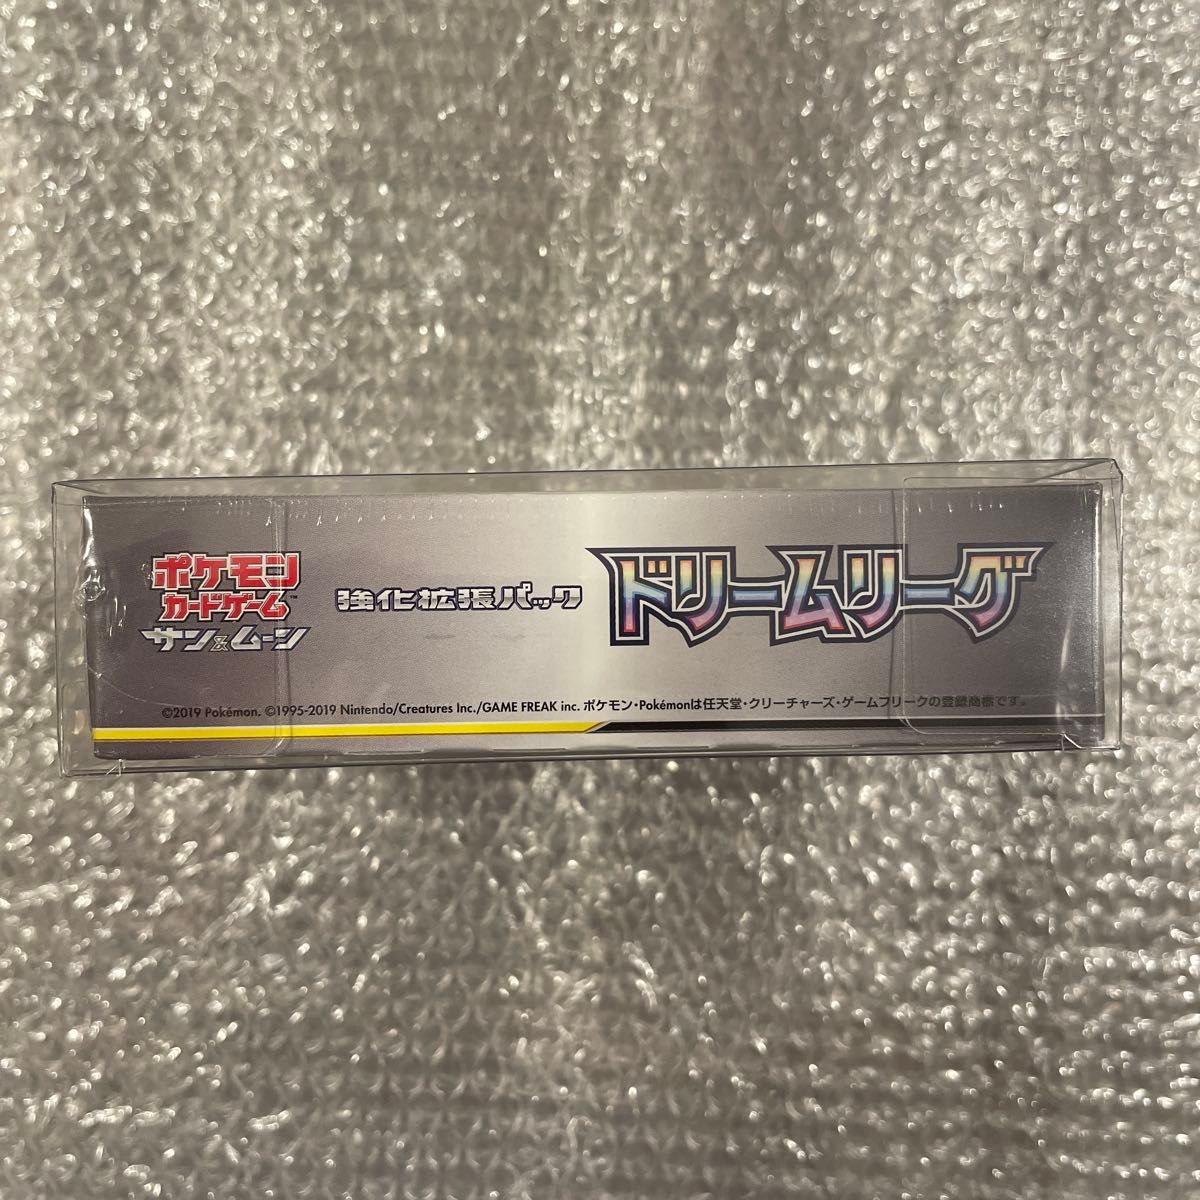 ポケモン
カードゲーム™
サン&ムーン
強化拡張パック
ドリームリーグ
©2019 Pokémon. ©1995-2019 Nintendo/Creatures Inc./GAME FREAK inc. ポケモン・Pokémonは任天堂・クリーチャーズ・ゲームフリークの登録商標です。